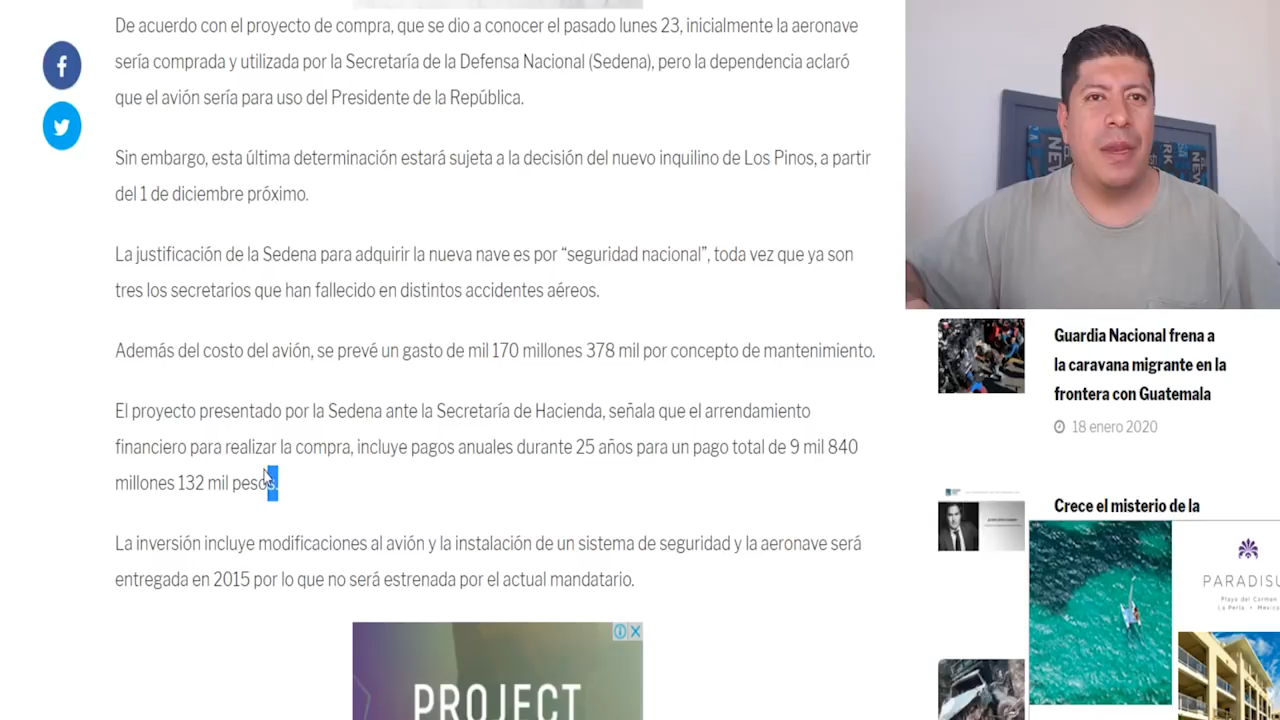 De acuerdo con el proyecto de compra, que se dio a conocer el pasado lunes 23, inicialmente la aeronave
sería comprada y utilizada por la Secretaría de la Defensa Nacional (Sedena), pero la dependencia aclaró
que el avión sería para uso del Presidente de la República.
Sin embargo, esta última determinación estará sujeta a la decisión del nuevo inquilino de Los Pinos, a partir
del 1 de diciembre próximo.
La justificación de la Sedena para adquirir la nueva nave es por “seguridad nacional”, toda vez que ya son
tres los secretarios que han fallecido en distintos accidentes aéreos.
Además del costo del avión, se prevé un gasto de mil 170 millones 378 mil por concepto de mantenimiento.
El proyecto presentado por la Sedena ante la Secretaría de Hacienda, señala que el arrendamiento
financiero para realizar la compra, incluye pagos anuales durante 25 años para un pago total de 9 mil 840
millones 132 mil pesos.
La inversión incluye modificaciones al avión y la instalación de un sistema de seguridad y la aeronave será
entregada en 2015 por lo que no será estrenada por el actual mandatario.
PROJECT
Guardia Nacional frena a
la caravana migrante en la
frontera con Guatemala
18 enero 2020
Crece el misterio de la
PARADISU
Playa del Carmen
La Perla • Mexico